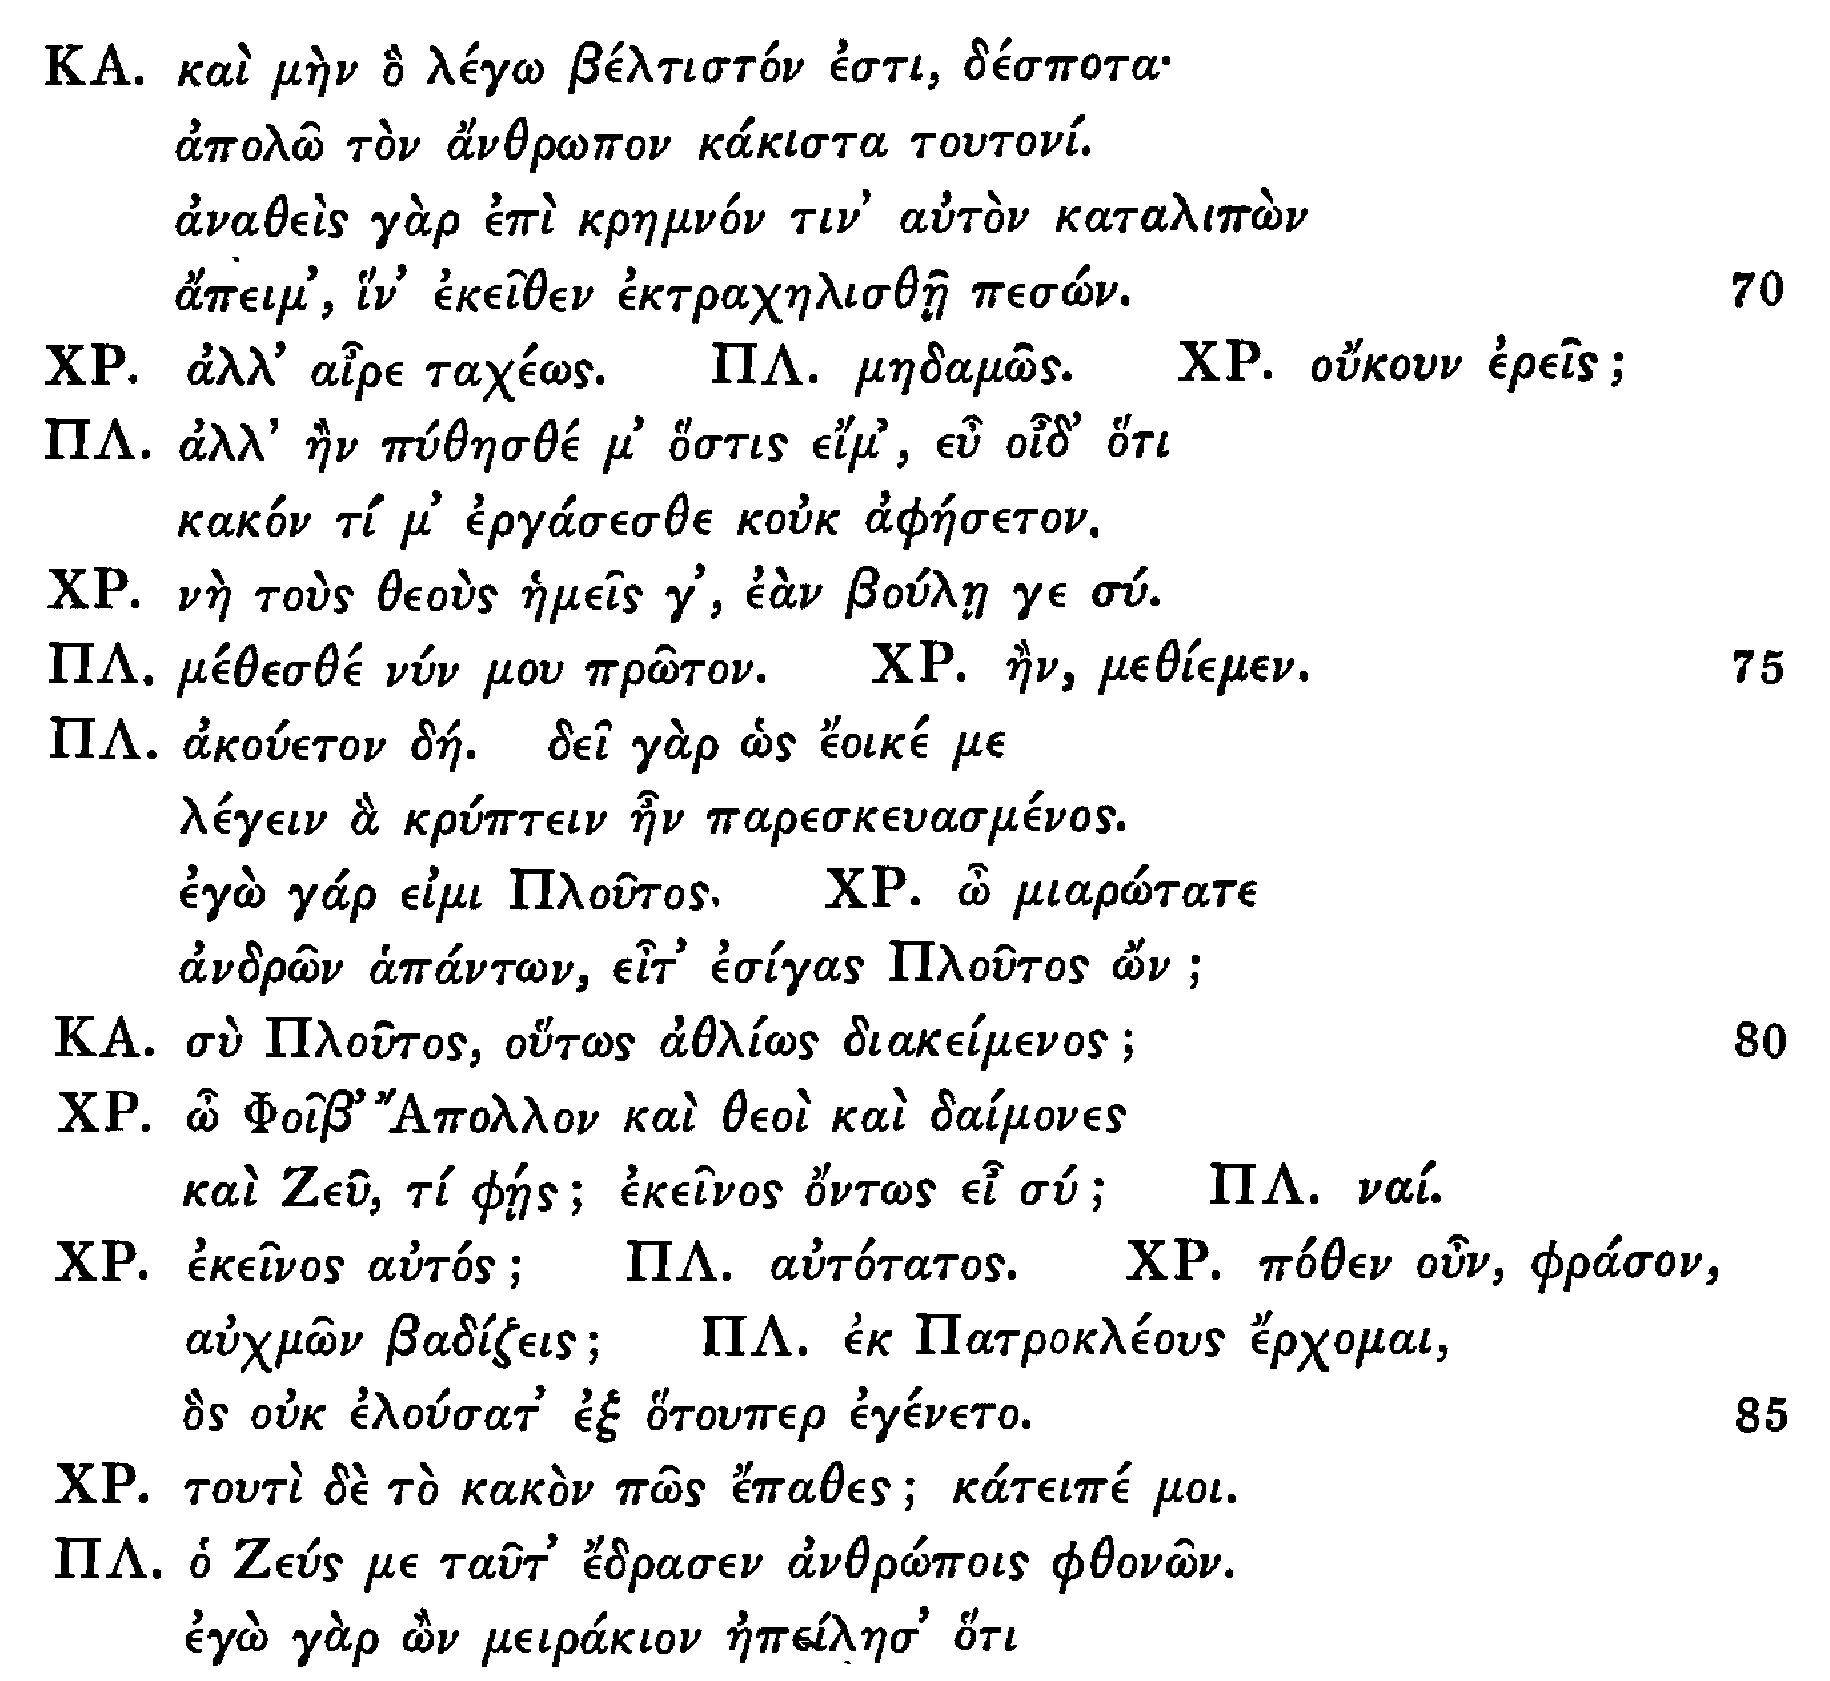 ΚΑ. καὶ μὴν ὃ λέγω βέλτιστόν ἐστι, δέσποτα·
ἀπολῶ τὸν ἄνθρωπον κάκιστα τουτονί.
ἀναθεὶς γὰρ ἐπὶ κρημνόν τιν’ αὐτὸν καταλιπὼν
ἄπειμ’, ἵν’ ἐκεῖθεν ἐκτραχηλισθῇ πεσών. 70
ΧΡ. ἀλλ’ αἶρε ταχέως. ΠΛ. μηδαμῶς. ΧΡ. οὔκουν ἐρεῖς;
ΠΛ. ἀλλ’ ἢν πύθησθέ μ’ ὅστις εἴμ’, εὖ οἶδ’ ὅτι
κακόν τί μ’ ἐργάσεσθε κοὐκ ἀφήσετον.
ΧΡ. νὴ τοὺς θεοὺς ἡμεῖς γ’, ἐὰν βούλῃ γε σύ.
ΠΛ. μέθεσθέ νύν μου πρῶτον. ΧΡ. ἤν, μεθίεμεν. 75
ΠΛ. ἀκούετον δή. δεῖ γὰρ ὡς ἔοικέ με
λέγειν ἃ κρύπτειν ἦν παρεσκευασμένος.
ἐγὼ γάρ εἰμι Πλοῦτος. ΧΡ. ὦ μιαρώτατε
ἀνδρῶν ἁπάντων, εἶτ’ ἐσίγας Πλοῦτος ὤν;
ΚΑ. σὺ Πλοῦτος, οὕτως ἀθλίως διακείμενος; 80
ΧΡ. ὦ Φοῖβ’ Ἄπολλον καὶ θεοὶ καὶ δαίμονες
καὶ Ζεῦ, τί φῄς; ἐκεῖνος ὄντως εἶ σύ; ΠΛ. ναί.
ΧΡ. ἐκεῖνος αὐτός; ΠΛ. αὐτότατος. ΧΡ. πόθεν οὖν, φράσον,
αὐχμῶν βαδίζεις; ΠΛ. ἐκ Πατροκλέους ἔρχομαι,
ὃς οὐκ ἐλούσατ’ ἐξ ὅτουπερ ἐγένετο. 85
ΧΡ. τουτὶ δὲ τὸ κακὸν πῶς ἔπαθες; κάτειπέ μοι.
ΠΛ. ὁ Ζεύς με ταῦτ’ ἔδρασεν ἀνθρώποις φθονῶν.
ἐγὼ γὰρ ὢν μειράκιον ἠπείλησ’ ὅτι